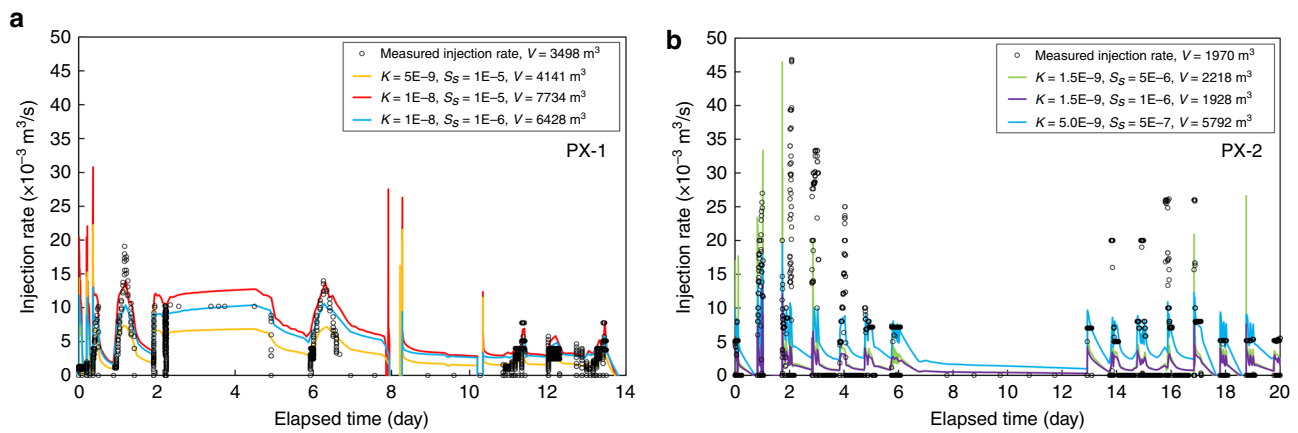 a
50
45
40
35
30
25
20
15
10
5
0
Injection rate (×10⁻³ m³/s)
Measured injection rate, V = 3498 m³
K = 5E–9, Sₛ = 1E–5, V = 4141 m³
K = 1E–8, Sₛ = 1E–5, V = 7734 m³
K = 1E–8, Sₛ = 1E–6, V = 6428 m³
PX-1
0 2 4 6 8 10 12 14
Elapsed time (day)
b
50
45
40
35
30
25
20
15
10
5
0
Injection rate (×10⁻³ m³/s)
Measured injection rate, V = 1970 m³
K = 1.5E–9, Sₛ = 5E–6, V = 2218 m³
K = 1.5E–9, Sₛ = 1E–6, V = 1928 m³
K = 5.0E–9, Sₛ = 5E–7, V = 5792 m³
PX-2
0 2 4 6 8 10 12 14 16 18 20
Elapsed time (day)